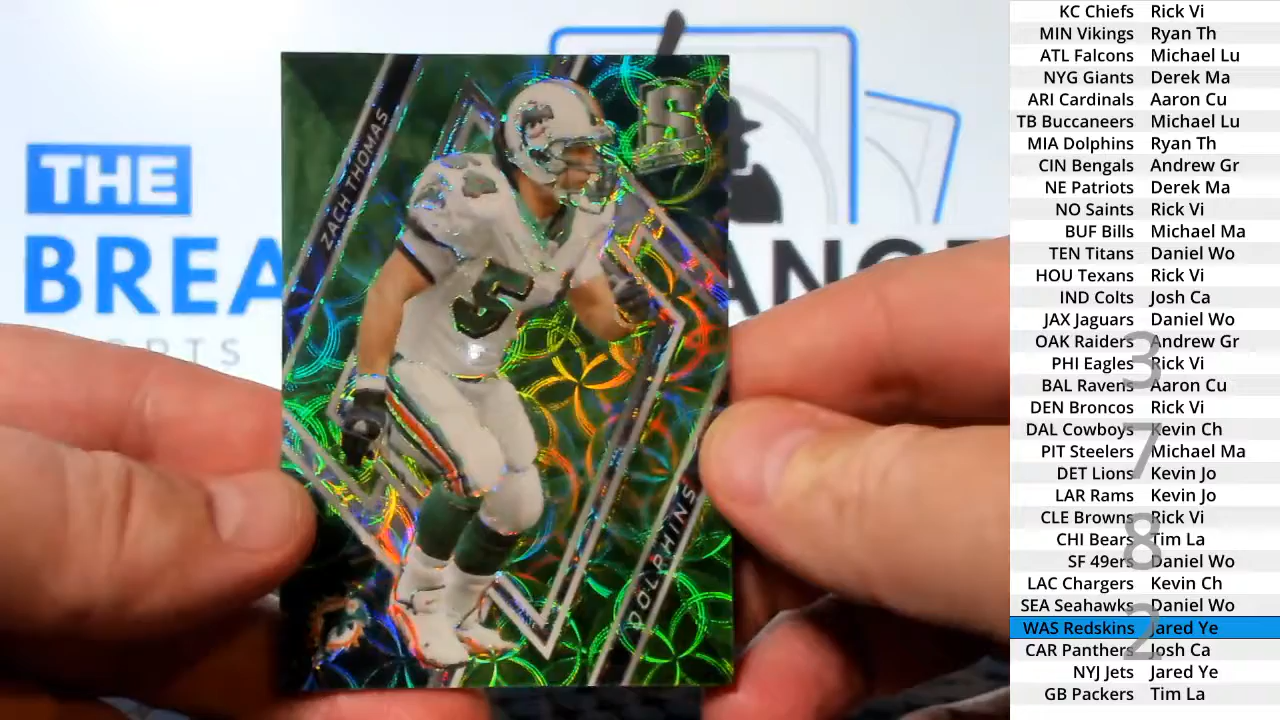 THE
BREA
ANC
ORTS
ZACH THOMAS
S
5
DOLPHINS
KC Chiefs Rick Vi
MIN Vikings Ryan Th
ATL Falcons Michael Lu
NYG Giants Derek Ma
ARI Cardinals Aaron Cu
TB Buccaneers Michael Lu
MIA Dolphins Ryan Th
CIN Bengals Andrew Gr
NE Patriots Derek Ma
NO Saints Rick Vi
BUF Bills Michael Ma
TEN Titans Daniel Wo
HOU Texans Rick Vi
IND Colts Josh Ca
JAX Jaguars Daniel Wo
OAK Raiders Andrew Gr
PHI Eagles Rick Vi
BAL Ravens Aaron Cu
DEN Broncos Rick Vi
DAL Cowboys Kevin Ch
PIT Steelers Michael Ma
DET Lions Kevin Jo
LAR Rams Kevin Jo
CLE Browns Rick Vi
CHI Bears Tim La
SF 49ers Daniel Wo
LAC Chargers Kevin Ch
SEA Seahawks Daniel Wo
WAS Redskins Jared Ye
CAR Panthers Josh Ca
NYJ Jets Jared Ye
GB Packers Tim La
3
7
8
2